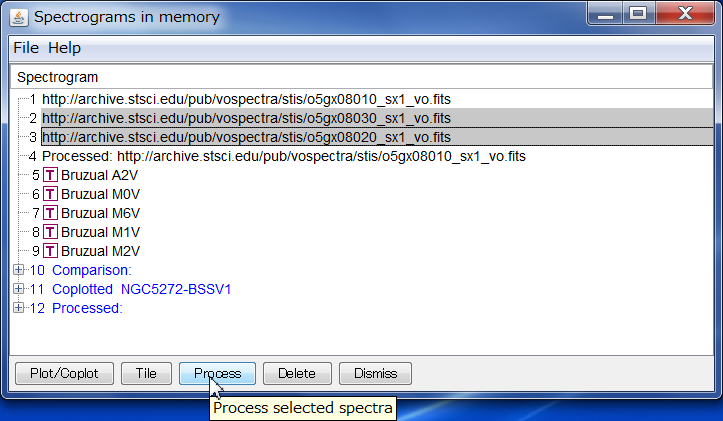 Spectrograms in memory
File Help
Spectrogram
1 http://archive.stsci.edu/pub/vospectra/stis/o5gx08010_sx1_vo.fits
2 http://archive.stsci.edu/pub/vospectra/stis/o5gx08030_sx1_vo.fits
3 http://archive.stsci.edu/pub/vospectra/stis/o5gx08020_sx1_vo.fits
4 Processed: http://archive.stsci.edu/pub/vospectra/stis/o5gx08010_sx1_vo.fits
5 T Bruzual A2V
6 T Bruzual M0V
7 T Bruzual M6V
8 T Bruzual M1V
9 T Bruzual M2V
10 Comparison:
11 Coplotted NGC5272-BSSV1
12 Processed:
Plot/Coplot Tile Process Delete Dismiss
Process selected spectra